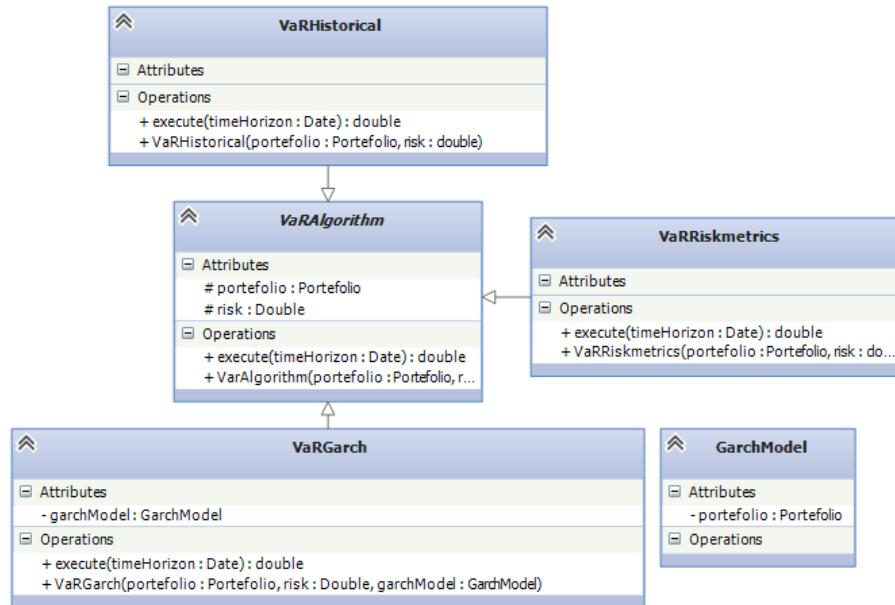 VaRHistorical
Attributes
Operations
+ execute(timeHorizon : Date) : double
+ VaRHistorical(portefolio : Portefolio, risk : double)
VaRAlgorithm
Attributes
# portefolio : Portefolio
# risk : Double
Operations
+ execute(timeHorizon : Date) : double
+ VarAlgorithm(portefolio : Portefolio, r...
VaRRiskmetrics
Attributes
Operations
+ execute(timeHorizon : Date) : double
+ VaRRiskmetrics(portefolio : Portefolio, risk : do...
VaRGarch
Attributes
- garchModel : GarchModel
Operations
+ execute(timeHorizon : Date) : double
+ VaRGarch(portefolio : Portefolio, risk : Double, garchModel : GarchModel)
GarchModel
Attributes
- portefolio : Portefolio
Operations